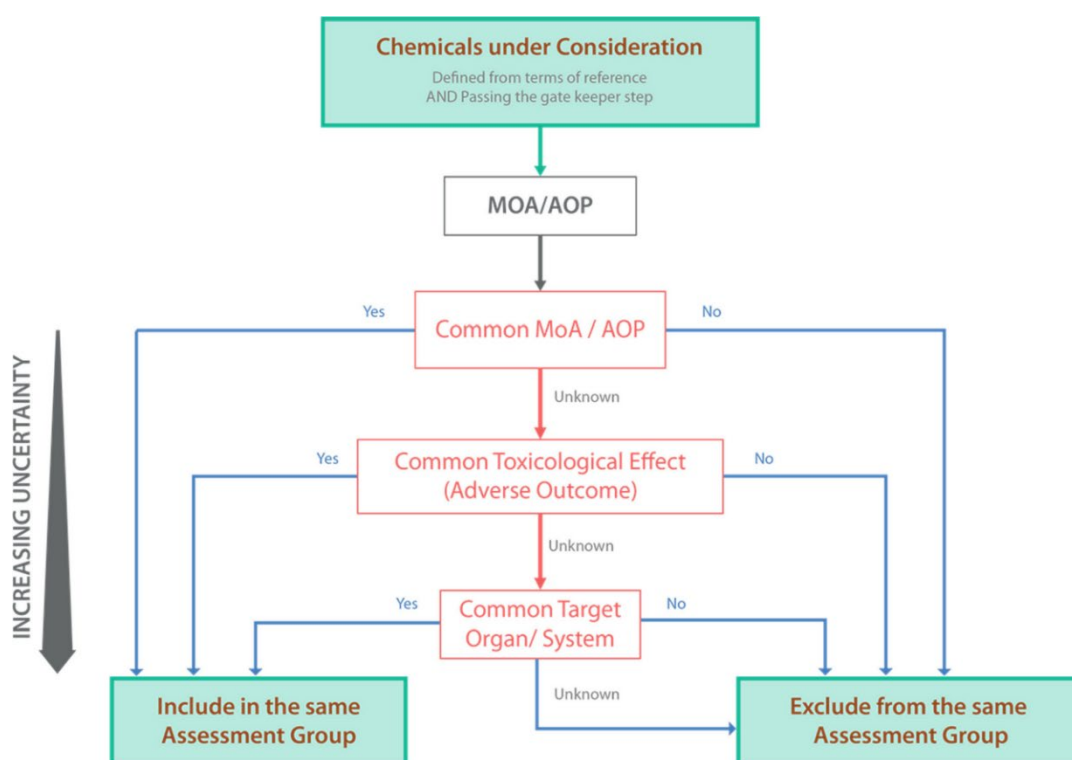 Chemicals under Consideration
Defined from terms of reference
AND Passing the gate keeper step
MOA/AOP
Yes
No
Common MoA / AOP
Unknown
INCREASING UNCERTAINTY
Yes
No
Common Toxicological Effect
(Adverse Outcome)
Unknown
Yes
No
Common Target
Organ/ System
Unknown
Include in the same
Assessment Group
Exclude from the same
Assessment Group